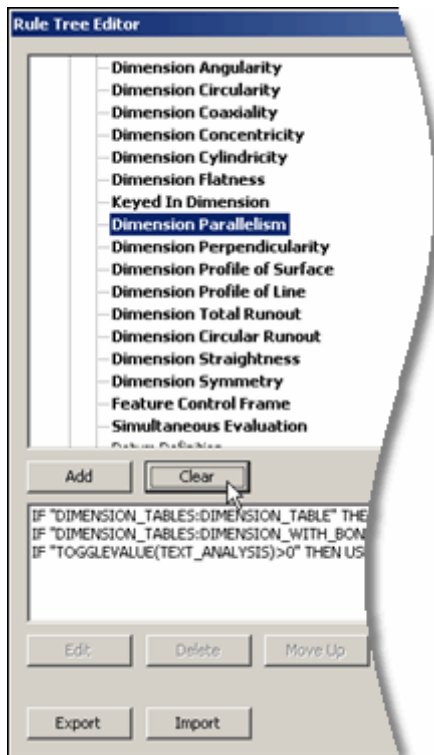 Rule Tree Editor
Dimension Angularity
Dimension Circularity
Dimension Coaxiality
Dimension Concentricity
Dimension Cylindricity
Dimension Flatness
Keyed In Dimension
Dimension Parallelism
Dimension Perpendicularity
Dimension Profile of Surface
Dimension Profile of Line
Dimension Total Runout
Dimension Circular Runout
Dimension Straightness
Dimension Symmetry
Feature Control Frame
Simultaneous Evaluation
Datum Definition
Add Clear
IF "DIMENSION_TABLES:DIMENSION_TABLE" THE
IF "DIMENSION_TABLES:DIMENSION_WITH_BON
IF "TOGGLEVALUE(TEXT_ANALYSIS)>0" THEN US
Edit Delete Move Up
Export Import